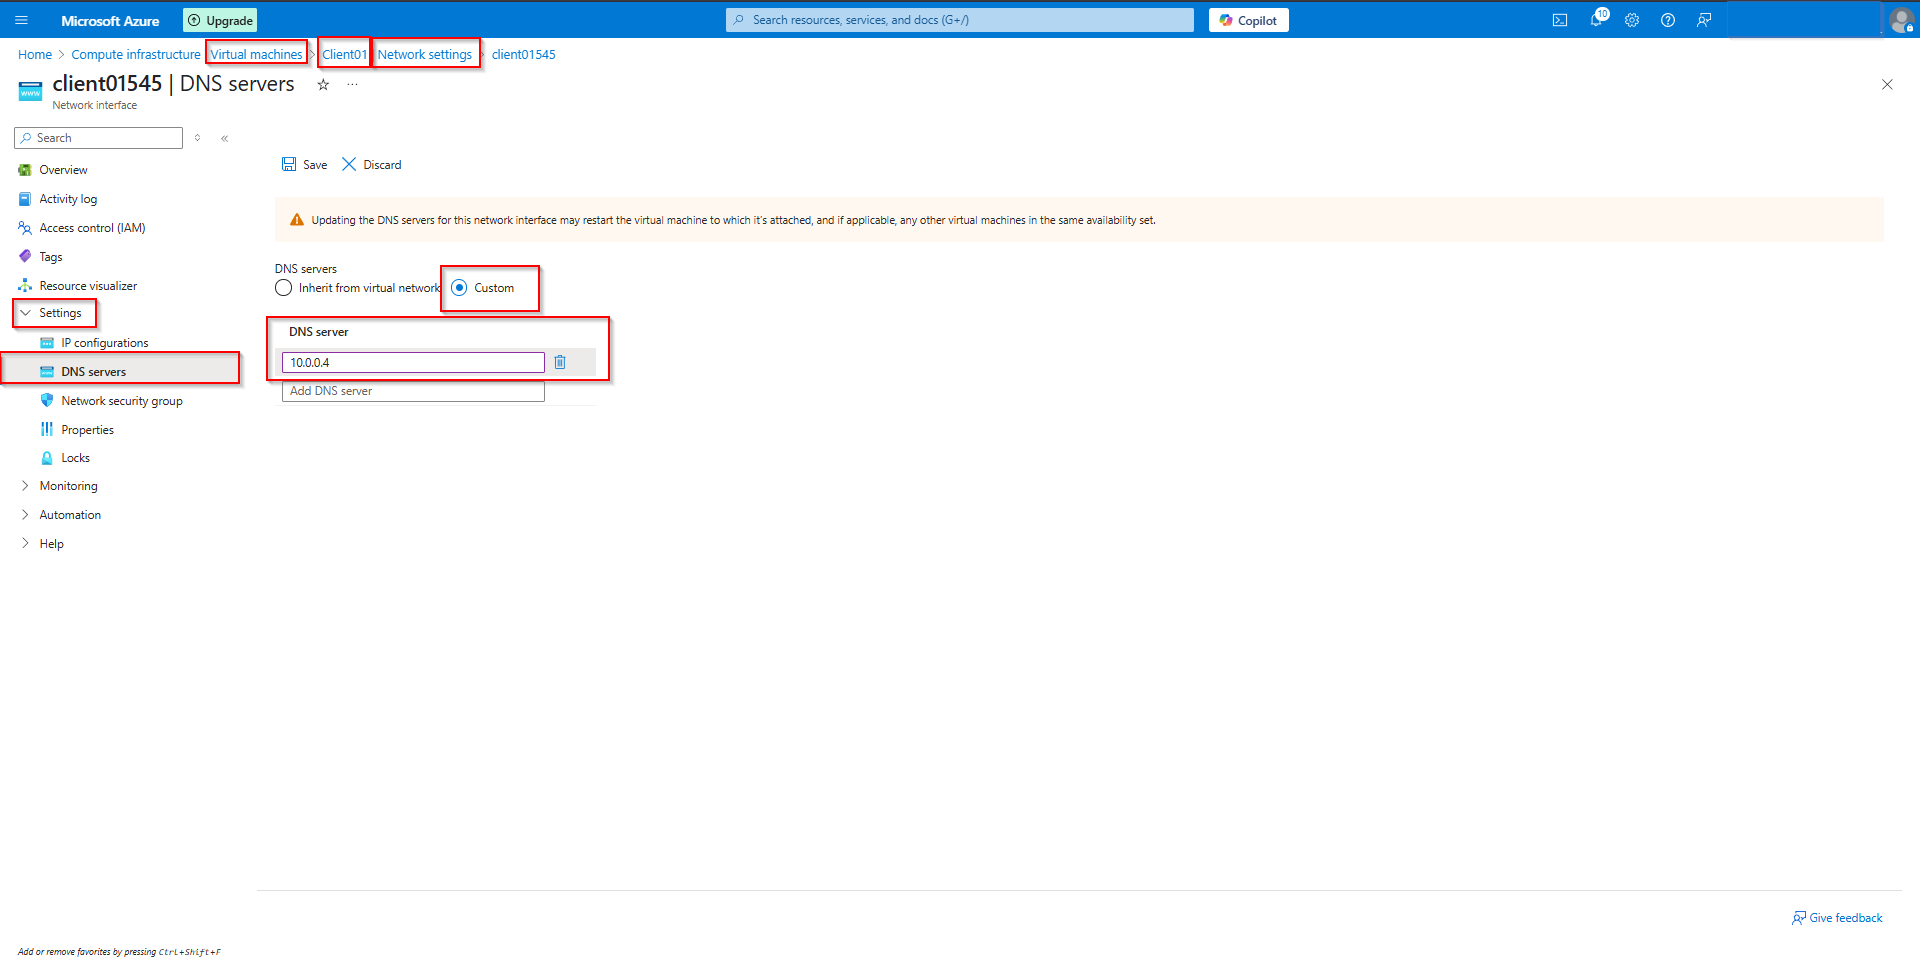 Microsoft Azure
Upgrade
Search resources, services, and docs (G+/)
Copilot
10
Home > Compute infrastructure Virtual machines > Client01 Network settings client01545
client01545 | DNS servers
Network interface
Search
Overview
Activity log
Access control (IAM)
Tags
Resource visualizer
Settings
IP configurations
DNS servers
Network security group
Properties
Locks
Monitoring
Automation
Help
Save Discard
Updating the DNS servers for this network interface may restart the virtual machine to which it's attached, and if applicable, any other virtual machines in the same availability set.
DNS servers
Inherit from virtual network Custom
DNS server
10.0.0.4
Add DNS server
Give feedback
Add or remove favorites by pressing Ctrl+Shift+F